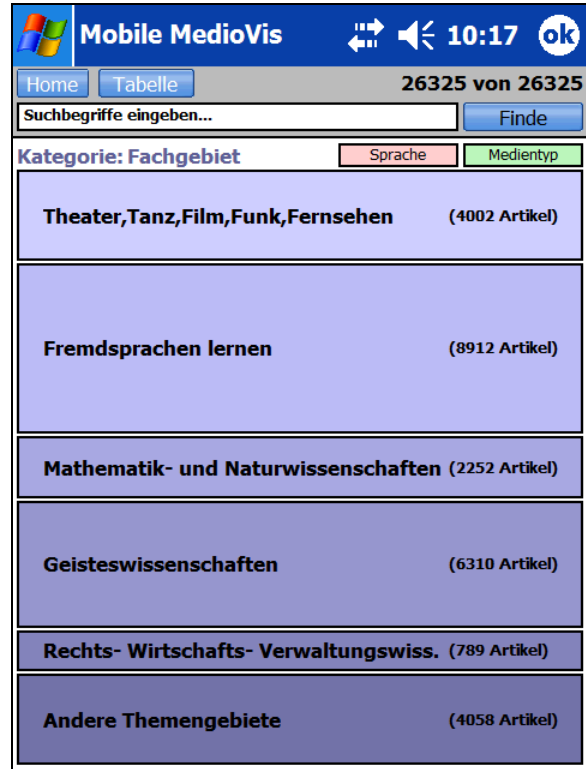 Mobile MedioVis 10:17 ok
Home Tabelle 26325 von 26325
Suchbegriffe eingeben... Finde
Kategorie: Fachgebiet Sprache Medientyp
Theater,Tanz,Film,Funk,Fernsehen (4002 Artikel)
Fremdsprachen lernen (8912 Artikel)
Mathematik- und Naturwissenschaften (2252 Artikel)
Geisteswissenschaften (6310 Artikel)
Rechts- Wirtschafts- Verwaltungswiss. (789 Artikel)
Andere Themengebiete (4058 Artikel)